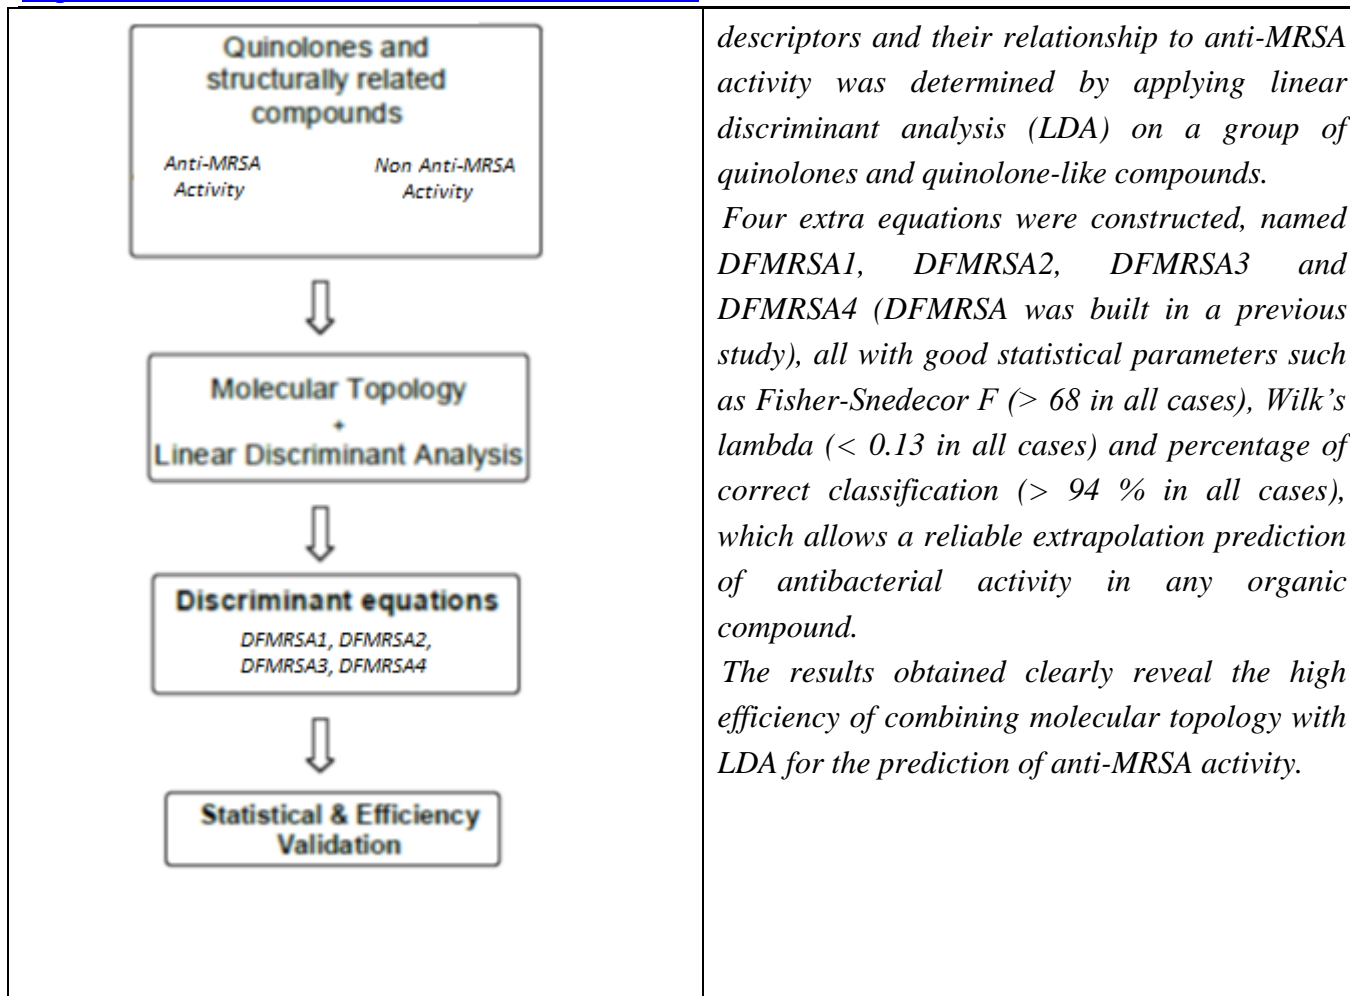 Quinolones and
structurally related
compounds
Anti-MRSA
Activity
Non Anti-MRSA
Activity
Molecular Topology
+
Linear Discriminant Analysis
Discriminant equations
DFMRSA1, DFMRSA2,
DFMRSA3, DFMRSA4
Statistical & Efficiency
Validation
descriptors and their relationship to anti-MRSA
activity was determined by applying linear
discriminant analysis (LDA) on a group of
quinolones and quinolone-like compounds.
Four extra equations were constructed, named
DFMRSA1, DFMRSA2, DFMRSA3 and
DFMRSA4 (DFMRSA was built in a previous
study), all with good statistical parameters such
as Fisher-Snedecor F (> 68 in all cases), Wilk’s
lambda (< 0.13 in all cases) and percentage of
correct classification (> 94 % in all cases),
which allows a reliable extrapolation prediction
of antibacterial activity in any organic
compound.
The results obtained clearly reveal the high
efficiency of combining molecular topology with
LDA for the prediction of anti-MRSA activity.